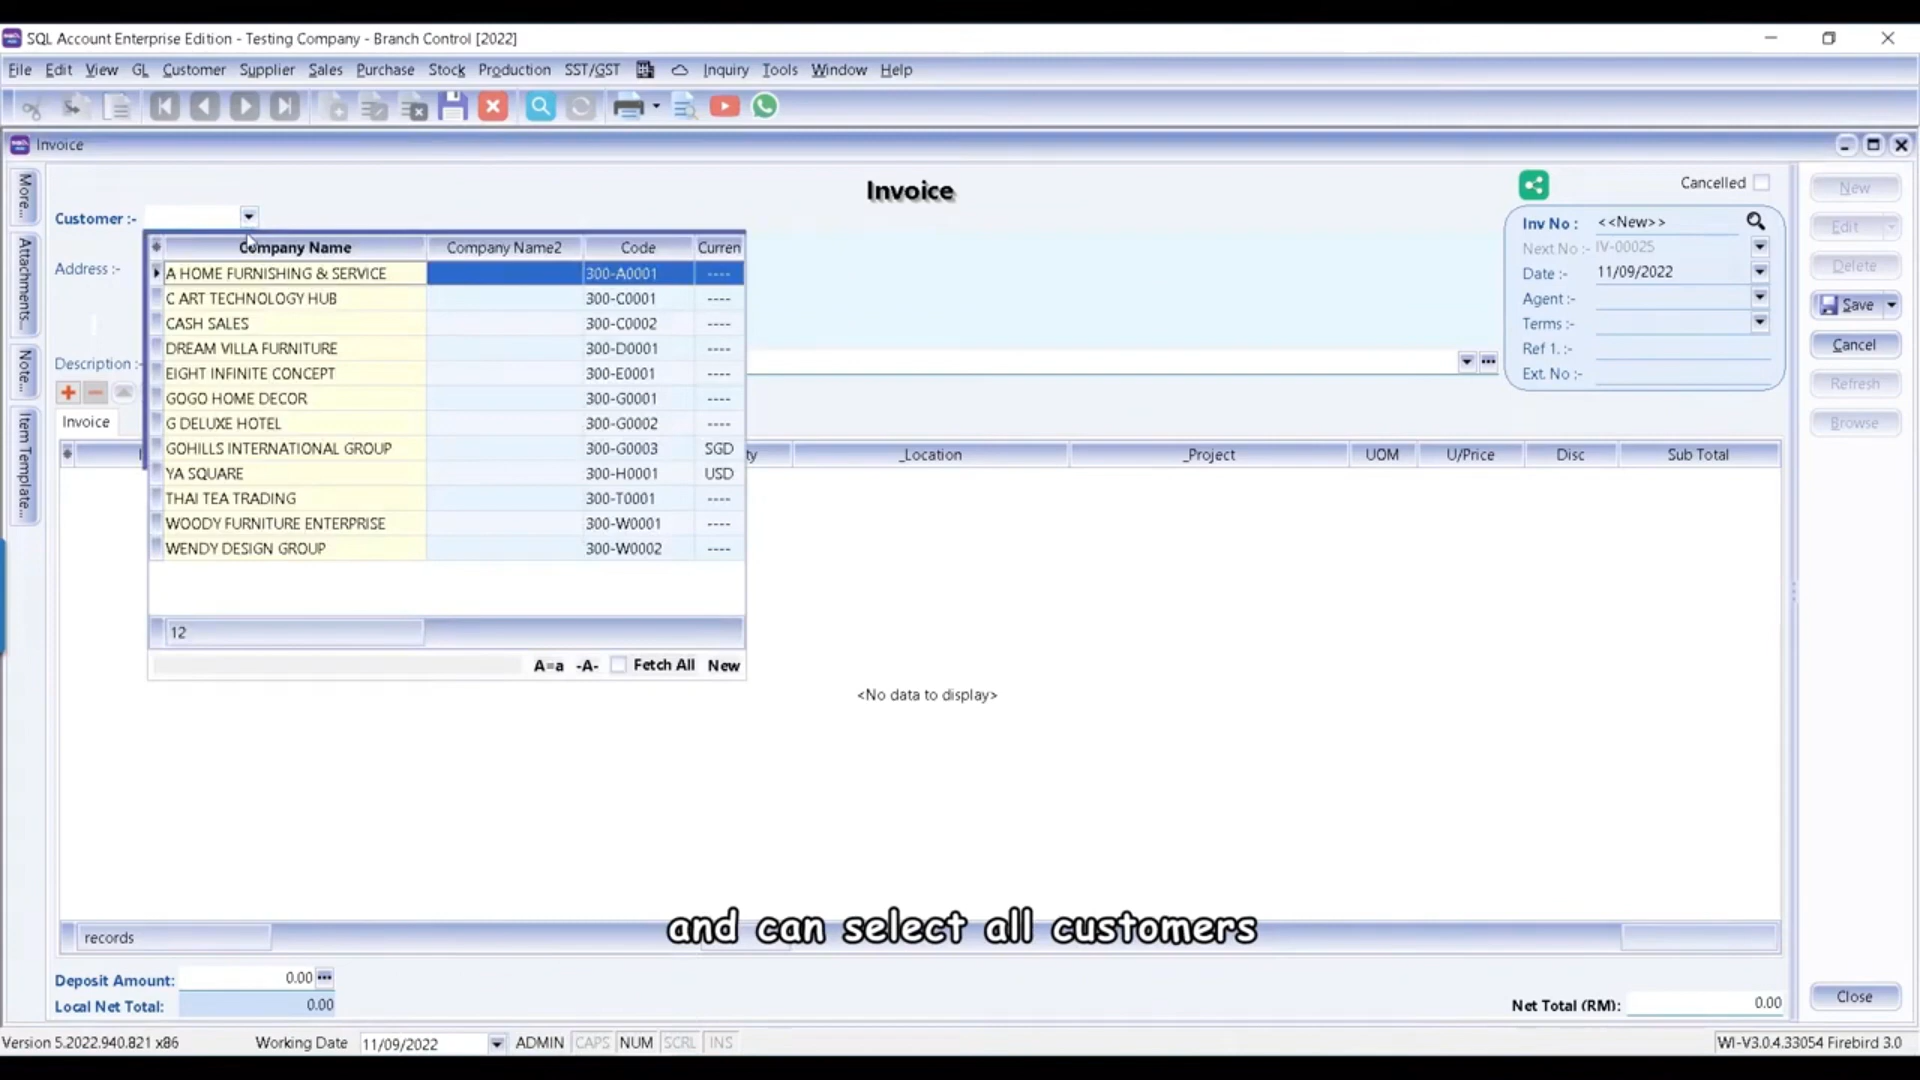 SQL Account Enterprise Edition - Testing Company - Branch Control [2022]
File Edit View GL Customer Supplier Sales Purchase Stock Production SST/GST Inquiry Tools Window Help
Invoice
Invoice
Cancelled
New
Edit
Delete
Save
Cancel
Refresh
Browse
Close
More...
Attachments...
Note...
Item Template...
Customer :-
Address :-
Description :-
Inv No : <<New>>
Next No :- IV-00025
Date :- 11/09/2022
Agent :-
Terms :-
Ref 1. :-
Ext. No :-
Company Name Company Name2 Code Curren
A HOME FURNISHING & SERVICE 300-A0001 ----
C ART TECHNOLOGY HUB 300-C0001 ----
CASH SALES 300-C0002 ----
DREAM VILLA FURNITURE 300-D0001 ----
EIGHT INFINITE CONCEPT 300-E0001 ----
GOGO HOME DECOR 300-G0001 ----
G DELUXE HOTEL 300-G0002 ----
GOHILLS INTERNATIONAL GROUP 300-G0003 SGD
YA SQUARE 300-H0001 USD
THAI TEA TRADING 300-T0001 ----
WOODY FURNITURE ENTERPRISE 300-W0001 ----
WENDY DESIGN GROUP 300-W0002 ----
12
A=a -A- Fetch All New
Invoice
_Location _Project UOM U/Price Disc Sub Total
<No data to display>
and can select all customers
records
Deposit Amount: 0.00
Local Net Total: 0.00
Net Total (RM): 0.00
Version 5.2022.940.821 x86 Working Date 11/09/2022 ADMIN CAPS NUM SCRL INS WI-V3.0.4.33054 Firebird 3.0